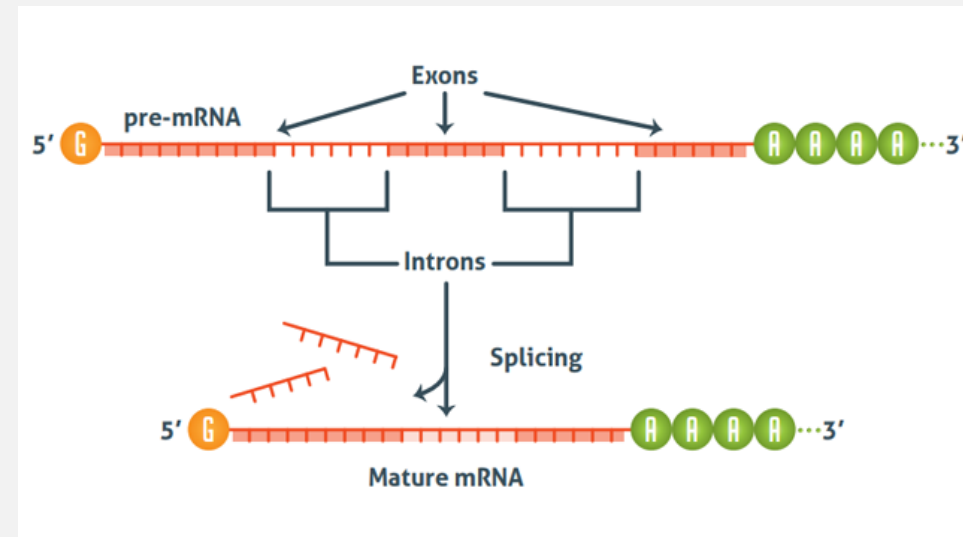 Exons
pre-mRNA
5′ G A A A A ···3′
Introns
Splicing
5′ G A A A A ···3′
Mature mRNA